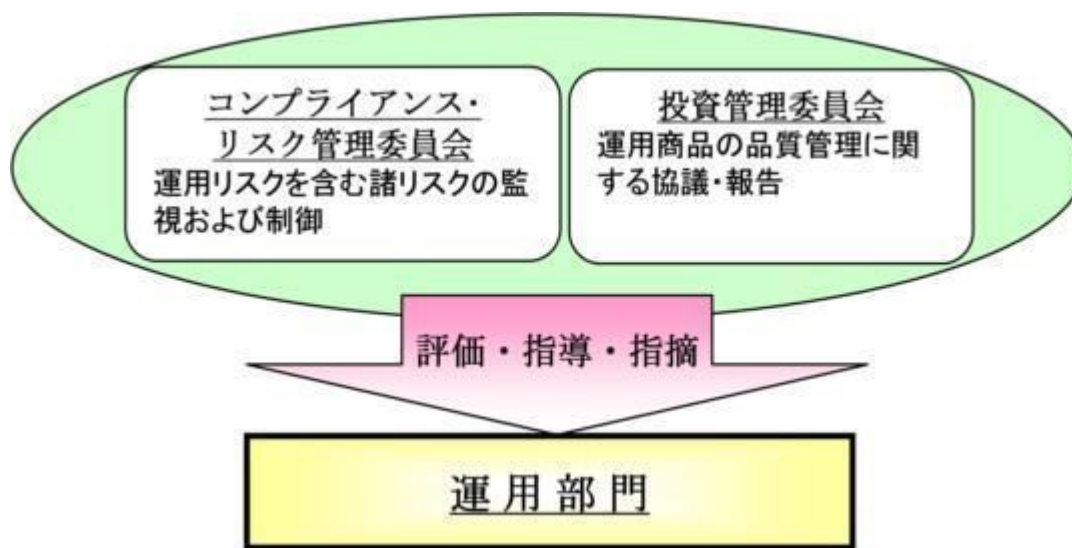 コンプライアンス・
リスク管理委員会
運用リスクを含む諸リスクの監
視および制御
投資管理委員会
運用商品の品質管理に関
する協議・報告
評価・指導・指摘
運用部門